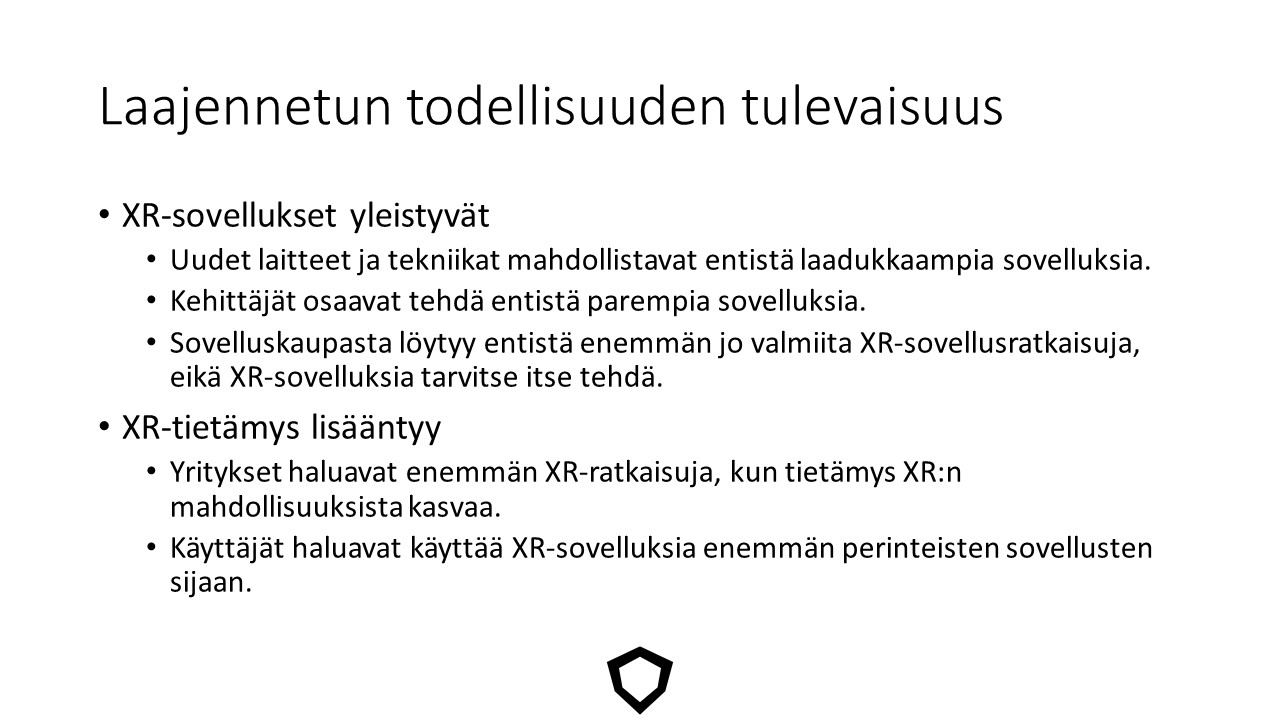 Laajennetun todellisuuden tulevaisuus
• XR-sovellukset yleistyvät
• Uudet laitteet ja tekniikat mahdollistavat entistä laadukkaampia sovelluksia.
• Kehittäjät osaavat tehdä entistä parempia sovelluksia.
• Sovelluskaupasta löytyy entistä enemmän jo valmiita XR-sovellusratkaisuja,
eikä XR-sovelluksia tarvitse itse tehdä.
• XR-tietämys lisääntyy
• Yritykset haluavat enemmän XR-ratkaisuja, kun tietämys XR:n
mahdollisuuksista kasvaa.
• Käyttäjät haluavat käyttää XR-sovelluksia enemmän perinteisten sovellusten
sijaan.